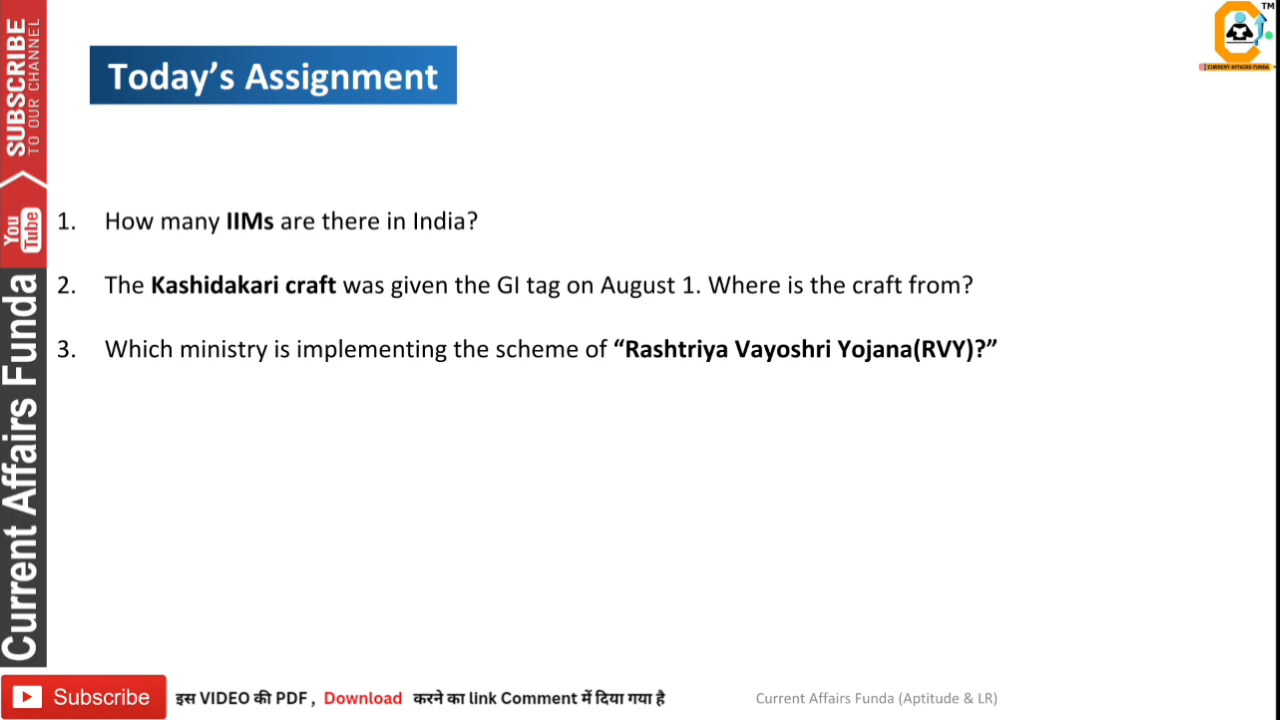 Today’s Assignment
1. How many IIMs are there in India?
2. The Kashidakari craft was given the GI tag on August 1. Where is the craft from?
3. Which ministry is implementing the scheme of “Rashtriya Vayoshri Yojana(RVY)?”
SUBSCRIBE
TO OUR CHANNEL
You
Tube
Current Affairs Funda
TM
CURRENT-AFFAIRS-FUNDA
Subscribe
इस VIDEO की PDF , Download करने का link Comment में दिया गया है
Current Affairs Funda (Aptitude & LR)